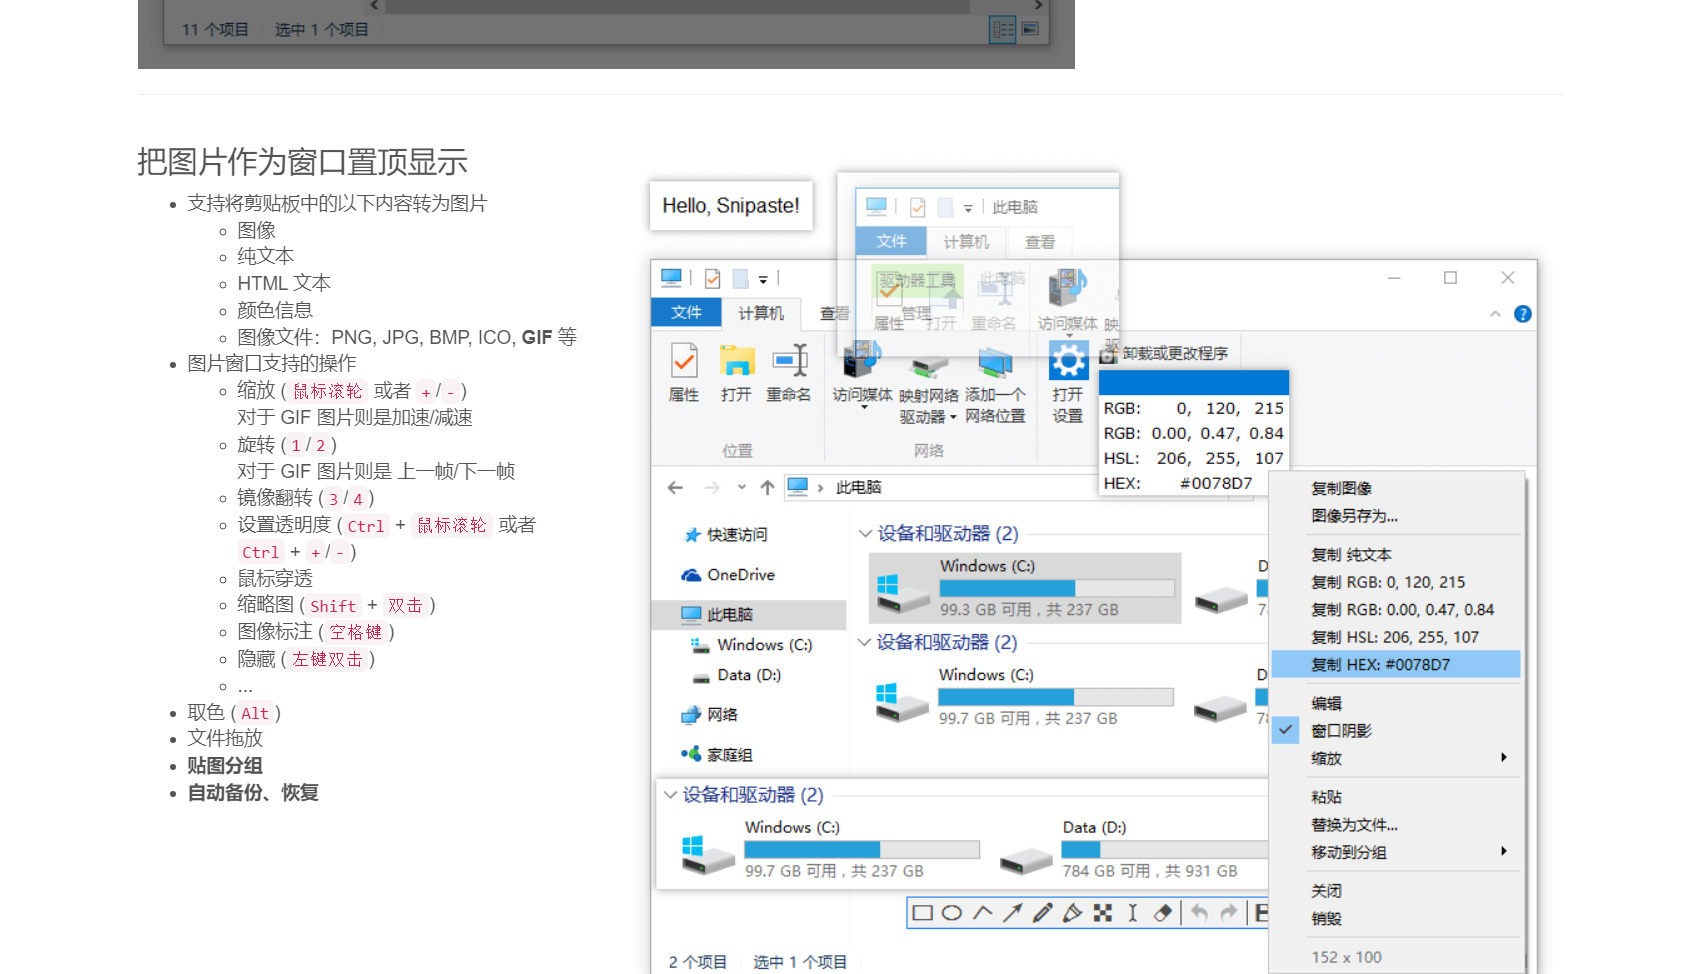 11 个项目 选中 1 个项目
把图片作为窗口置顶显示
支持将剪贴板中的以下内容转为图片
图像
纯文本
HTML 文本
颜色信息
图像文件：PNG, JPG, BMP, ICO, GIF 等
图片窗口支持的操作
缩放 ( 鼠标滚轮 或者 + / - )
对于 GIF 图片则是加速/减速
旋转 ( 1 / 2 )
对于 GIF 图片则是 上一帧/下一帧
镜像翻转 ( 3 / 4 )
设置透明度 ( Ctrl + 鼠标滚轮 或者
Ctrl + + / - )
鼠标穿透
缩略图 ( Shift + 双击 )
图像标注 ( 空格键 )
隐藏 ( 左键双击 )
...
取色 ( Alt )
文件拖放
贴图分组
自动备份、恢复
Hello, Snipaste!
此电脑
文件 计算机 查看
驱动器工具 此电脑
管理
属性 打开 重命名 访问媒体 映
驱
文件 计算机 查看
卸载或更改程序
属性 打开 重命名 访问媒体 映射网络 添加一个 打开
驱动器 网络位置 设置
位置 网络
RGB: 0, 120, 215
RGB: 0.00, 0.47, 0.84
HSL: 206, 255, 107
HEX: #0078D7
此电脑
快速访问
OneDrive
此电脑
Windows (C:)
Data (D:)
网络
家庭组
设备和驱动器 (2)
Windows (C:) D
99.3 GB 可用，共 237 GB 7
设备和驱动器 (2)
Windows (C:) D
99.7 GB 可用，共 237 GB 78
设备和驱动器 (2)
Windows (C:) Data (D:)
99.7 GB 可用，共 237 GB 784 GB 可用，共 931 GB
2 个项目 选中 1 个项目
复制图像
图像另存为...
复制 纯文本
复制 RGB: 0, 120, 215
复制 RGB: 0.00, 0.47, 0.84
复制 HSL: 206, 255, 107
复制 HEX: #0078D7
编辑
窗口阴影
缩放
粘贴
替换为文件...
移动到分组
关闭
销毁
152 x 100